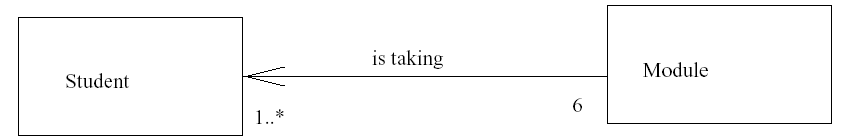 Student
is taking
1..*
6
Module